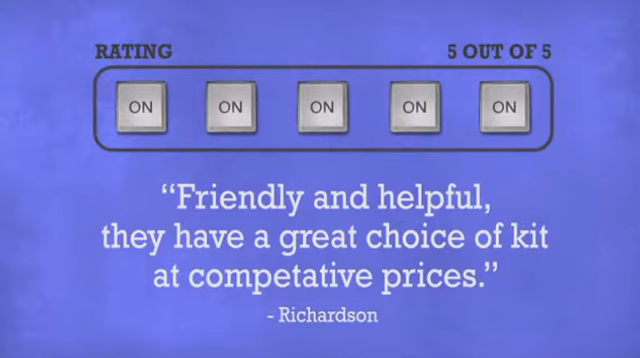 RATING 5 OUT OF 5
ON ON ON ON ON
“Friendly and helpful,
they have a great choice of kit
at competative prices.”
- Richardson